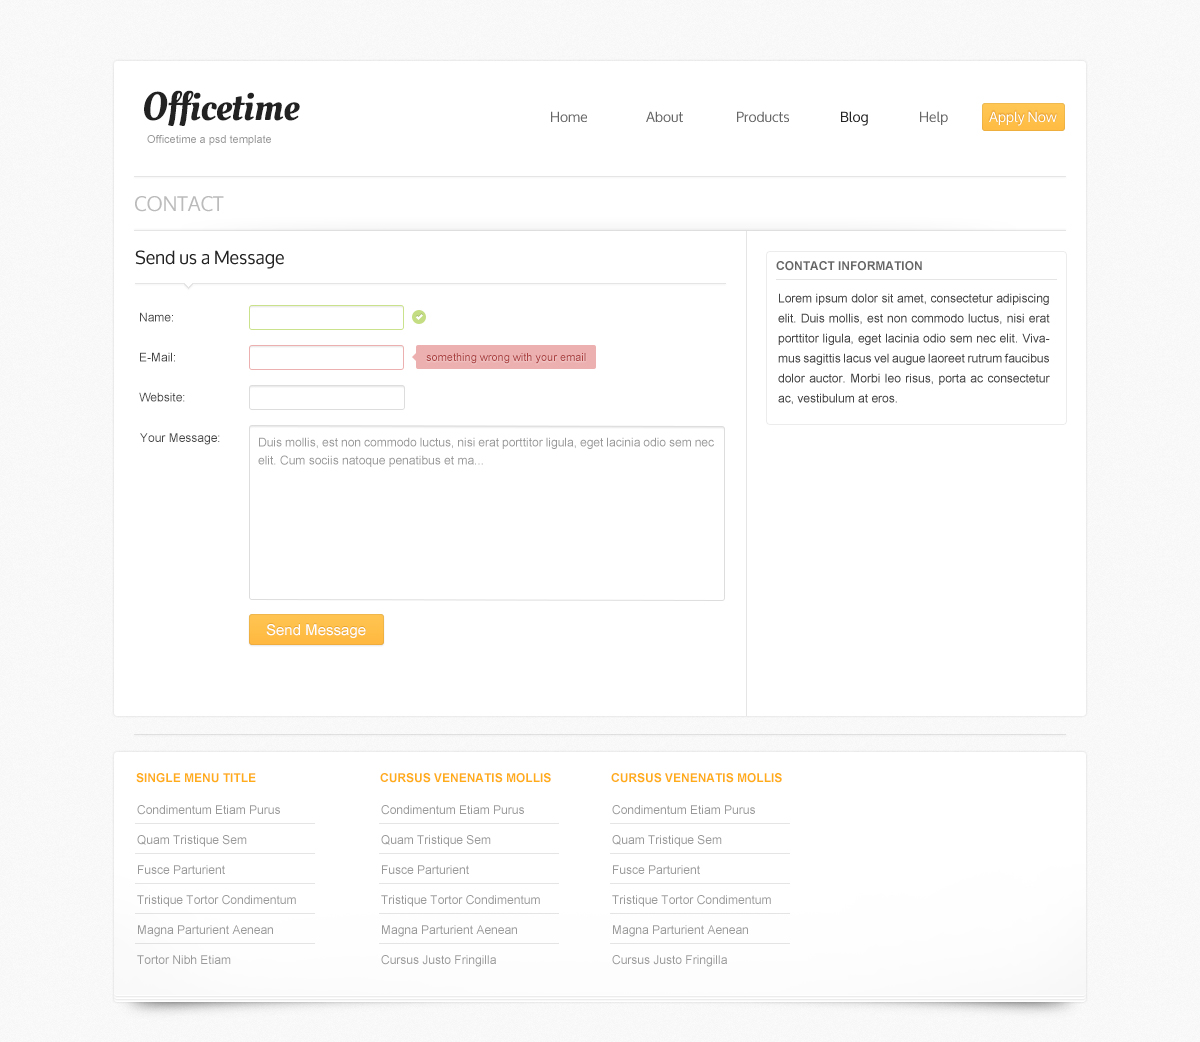 Officetime
Officetime a psd template
Home About Products Blog Help Apply Now
CONTACT
Send us a Message
Name:
E-Mail:
something wrong with your email
Website:
Your Message:
Duis mollis, est non commodo luctus, nisi erat porttitor ligula, eget lacinia odio sem nec
elit. Cum sociis natoque penatibus et ma...
Send Message
CONTACT INFORMATION
Lorem ipsum dolor sit amet, consectetur adipiscing
elit. Duis mollis, est non commodo luctus, nisi erat
porttitor ligula, eget lacinia odio sem nec elit. Viva-
mus sagittis lacus vel augue laoreet rutrum faucibus
dolor auctor. Morbi leo risus, porta ac consectetur
ac, vestibulum at eros.
SINGLE MENU TITLE
Condimentum Etiam Purus
Quam Tristique Sem
Fusce Parturient
Tristique Tortor Condimentum
Magna Parturient Aenean
Tortor Nibh Etiam
CURSUS VENENATIS MOLLIS
Condimentum Etiam Purus
Quam Tristique Sem
Fusce Parturient
Tristique Tortor Condimentum
Magna Parturient Aenean
Cursus Justo Fringilla
CURSUS VENENATIS MOLLIS
Condimentum Etiam Purus
Quam Tristique Sem
Fusce Parturient
Tristique Tortor Condimentum
Magna Parturient Aenean
Cursus Justo Fringilla